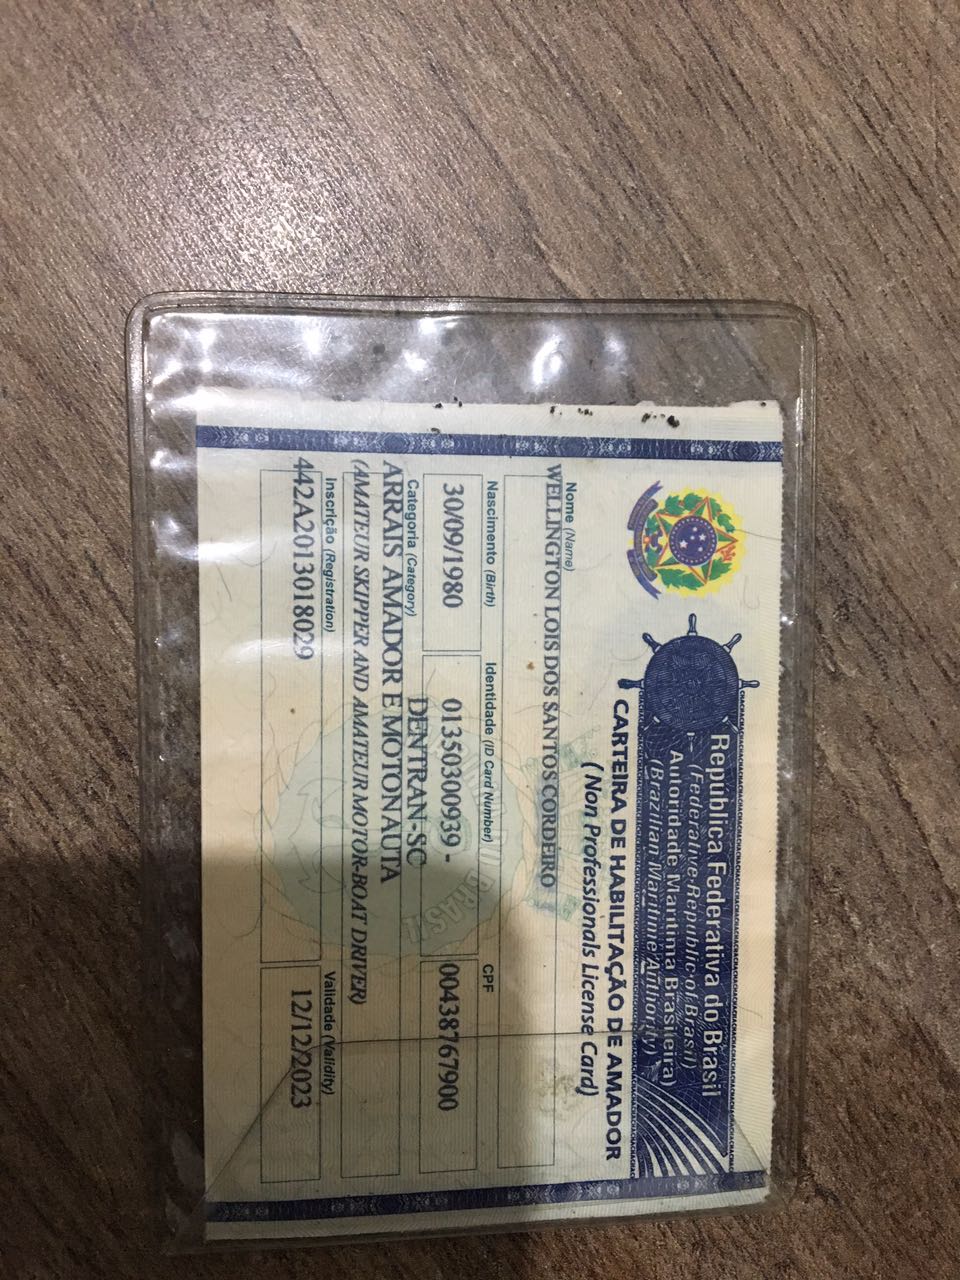 República Federativa do Brasil
(Federative Republic of Brasil)
Autoridade Marítima Brasileira
(Brazilian Maritime Authority)
CARTEIRA DE HABILITAÇÃO DE AMADOR
(Non Professionals License Card)
Nome (Name)
WELLINGTON LOIS DOS SANTOS CORDEIRO
Nascimento (Birth) Identidade (ID Card Number) CPF
30/09/1980 01350300939 - 00438767900
DENTRAN-SC
Categoria (Category)
ARRAIS AMADOR E MOTONAUTA
(AMATEUR SKIPPER AND AMATEUR MOTOR-BOAT DRIVER)
Inscrição (Registration) Validade (Validity)
442A2013018029 12/12/2023